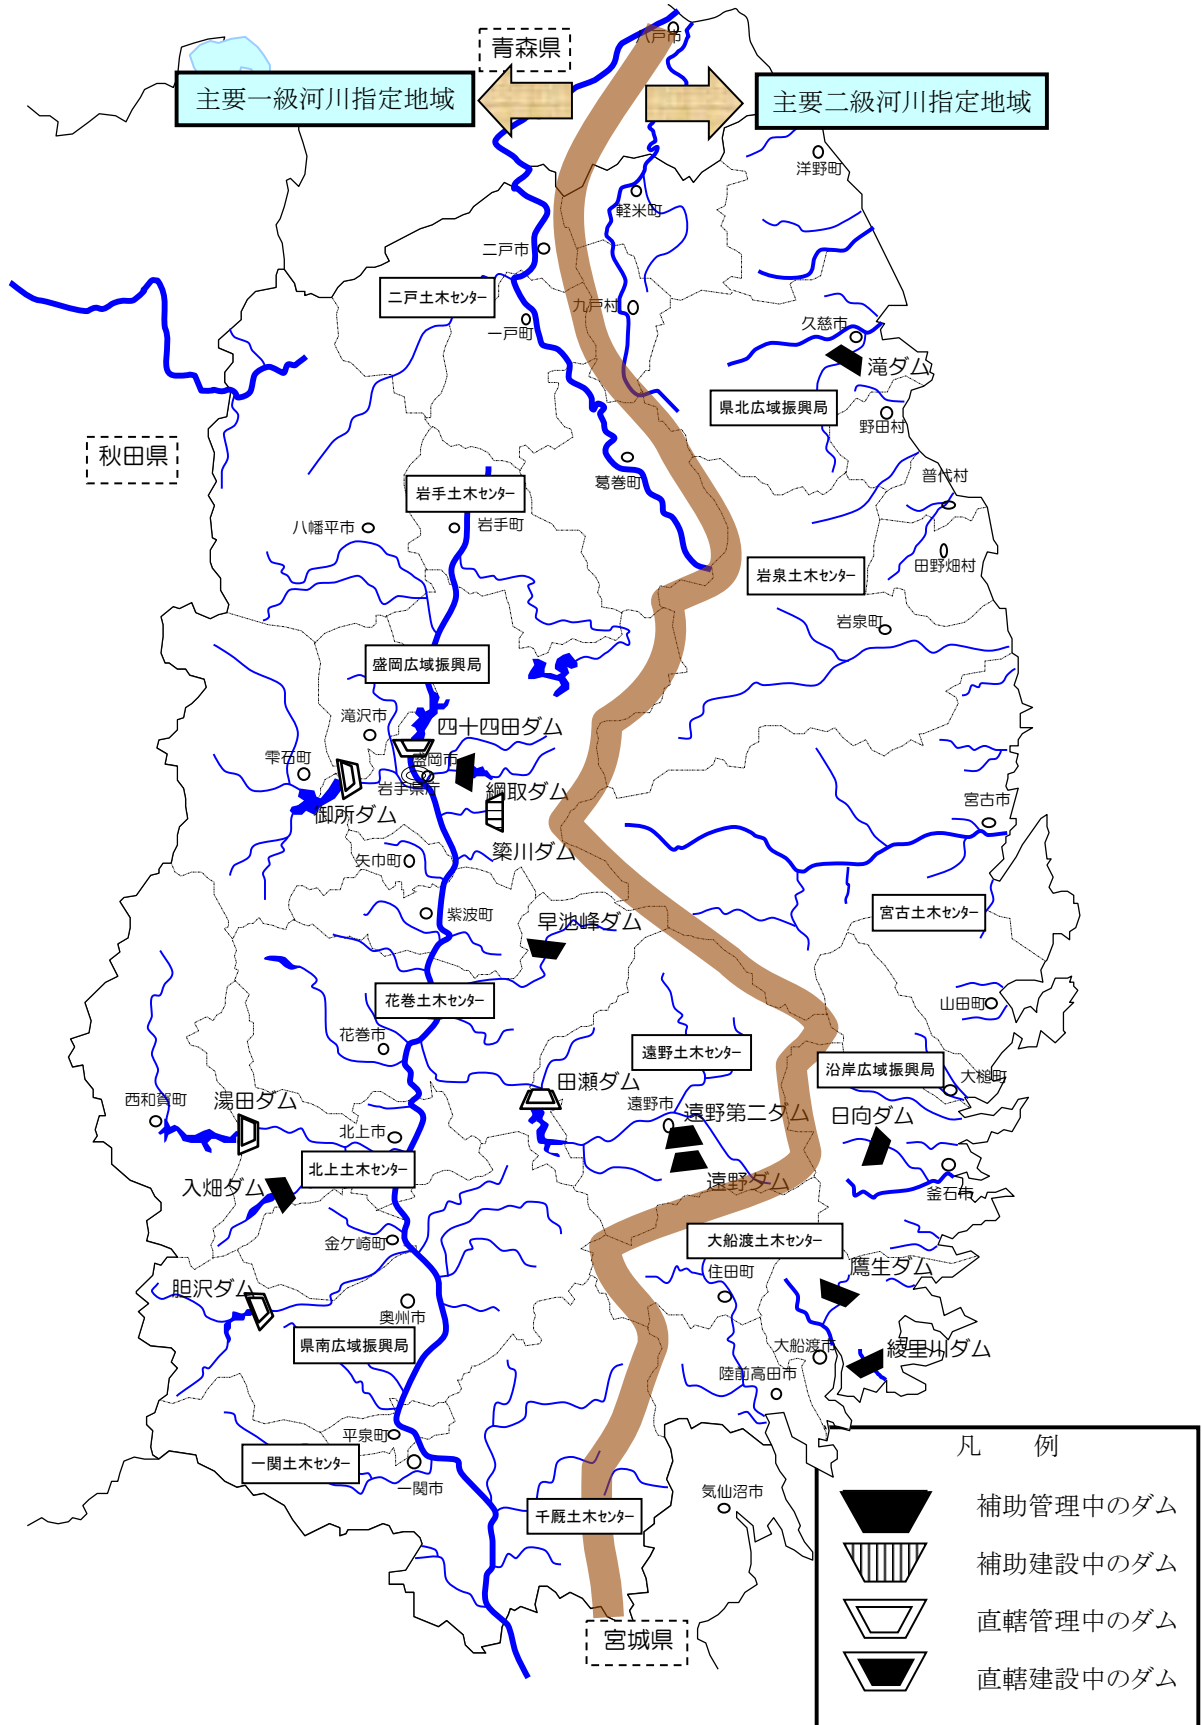 八戸市
青森県
主要一級河川指定地域
主要二級河川指定地域
洋野町
軽米町
二戸市
二戸土木センター
九戸村
一戸町
久慈市
滝ダム
県北広域振興局
野田村
秋田県
葛巻町
普代村
岩手土木センター
八幡平市
岩手町
田野畑村
岩泉土木センター
岩泉町
盛岡広域振興局
滝沢市
四十四田ダム
雫石町
盛岡市
岩手県庁
綱取ダム
宮古市
御所ダム
簗川ダム
矢巾町
紫波町
早池峰ダム
宮古土木センター
花巻土木センター
山田町
花巻市
遠野土木センター
沿岸広域振興局
大槌町
田瀬ダム
西和賀町
湯田ダム
遠野市
遠野第二ダム
日向ダム
北上市
北上土木センター
入畑ダム
遠野ダム
釜石市
金ケ崎町
大船渡土木センター
住田町
鷹生ダム
胆沢ダム
奥州市
県南広域振興局
大船渡市
綾里川ダム
陸前高田市
平泉町
一関土木センター
一関市
気仙沼市
千厩土木センター
宮城県
凡　例
補助管理中のダム
補助建設中のダム
直轄管理中のダム
直轄建設中のダム